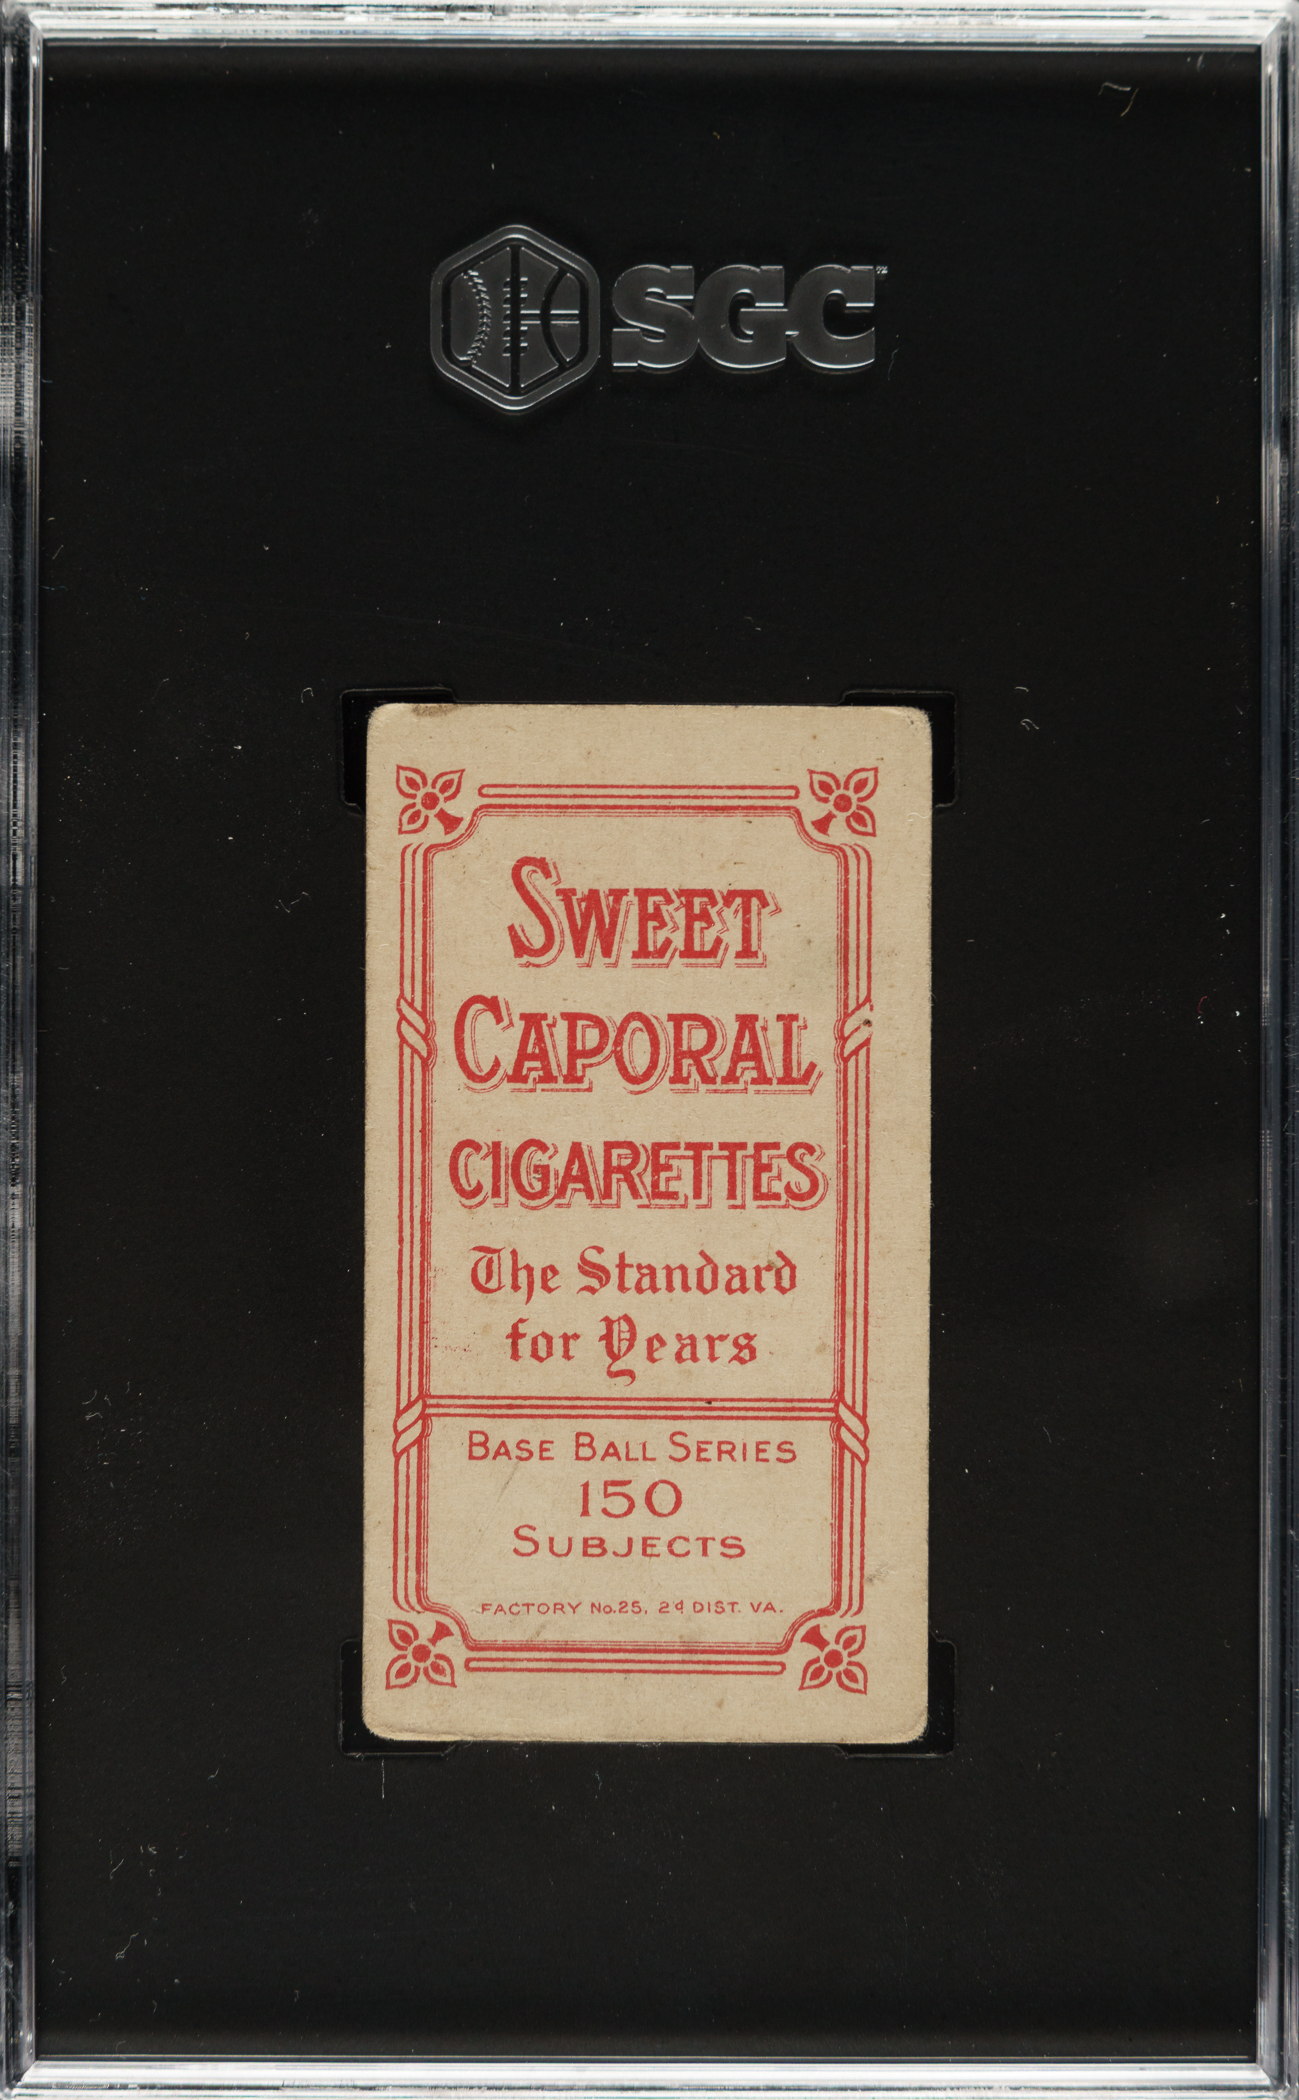 SGC
SWEET
CAPORAL
CIGARETTES
The Standard
for Years
BASE BALL SERIES
150
SUBJECTS
FACTORY No.25, 2d DIST. VA.